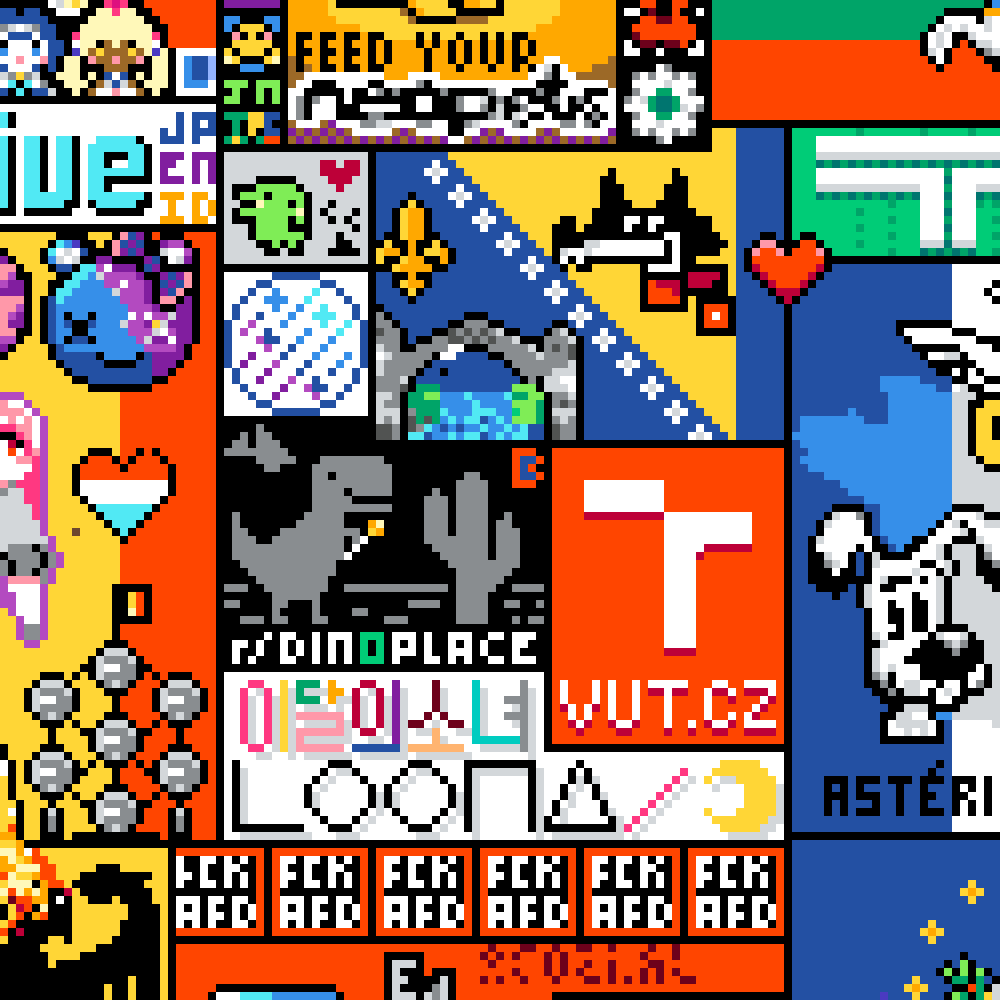 FEED YOUR
neopets
ive
JP
EN
ID
r/DINOPLACE
이달의소녀
VUT.CZ
ASTÉRI
FCK FCK FCK FCK FCK FCK
AFD AFD AFD AFD AFD AFD